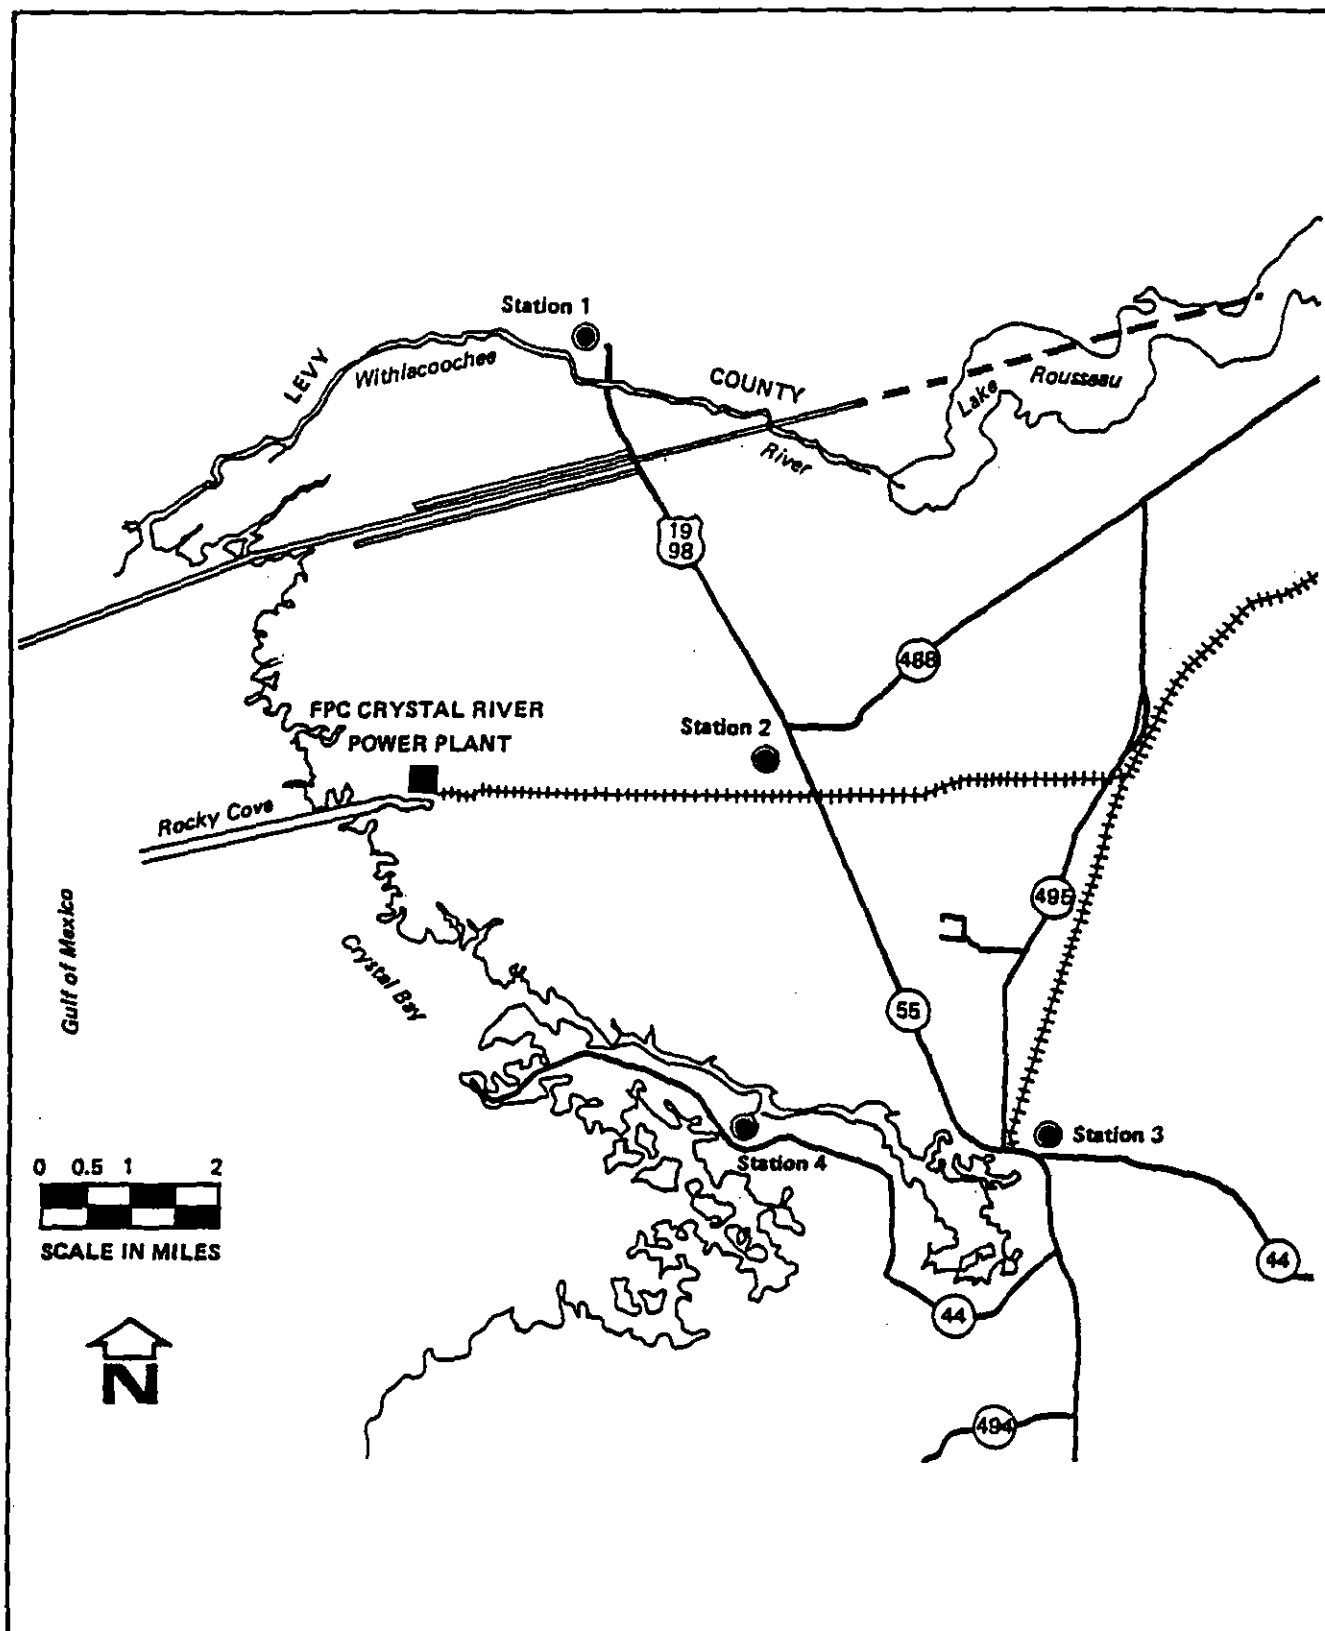 Station 1
LEVY
Withlacoochee
COUNTY
River
Lake
Rousseau
19
98
488
FPC CRYSTAL RIVER
POWER PLANT
Station 2
Rocky Cove
495
Gulf of Mexico
Crystal Bay
55
Station 3
Station 4
0 0.5 1 2
SCALE IN MILES
44
44
N
494